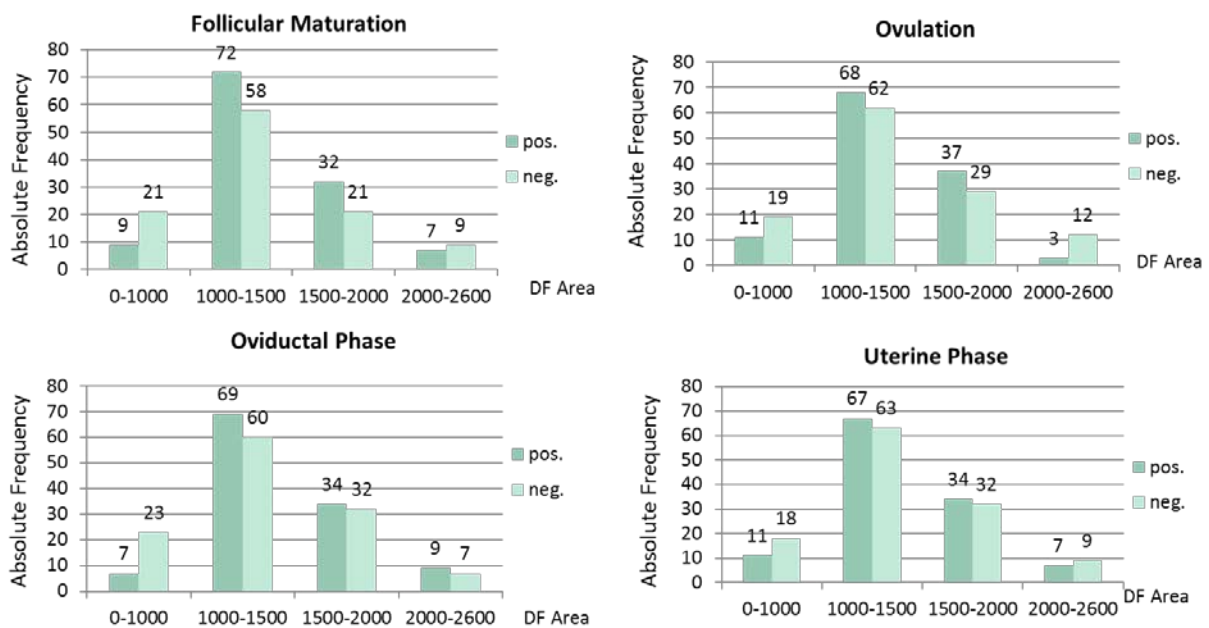 Follicular Maturation
Absolute Frequency
80
70
60
50
40
30
20
10
0
72
58
32
21
21
9
7
9
0-1000 1000-1500 1500-2000 2000-2600
DF Area
pos.
neg.
Ovulation
Absolute Frequency
80
70
60
50
40
30
20
10
0
68
62
37
29
19
11
12
3
0-1000 1000-1500 1500-2000 2000-2600
DF Area
pos.
neg.
Oviductal Phase
Absolute Frequency
80
70
60
50
40
30
20
10
0
69
60
34 32
23
7
9 7
0-1000 1000-1500 1500-2000 2000-2600
DF Area
pos.
neg.
Uterine Phase
Absolute Frequency
80
70
60
50
40
30
20
10
0
67
63
34 32
18
11
7 9
0-1000 1000-1500 1500-2000 2000-2600
DF Area
pos.
neg.